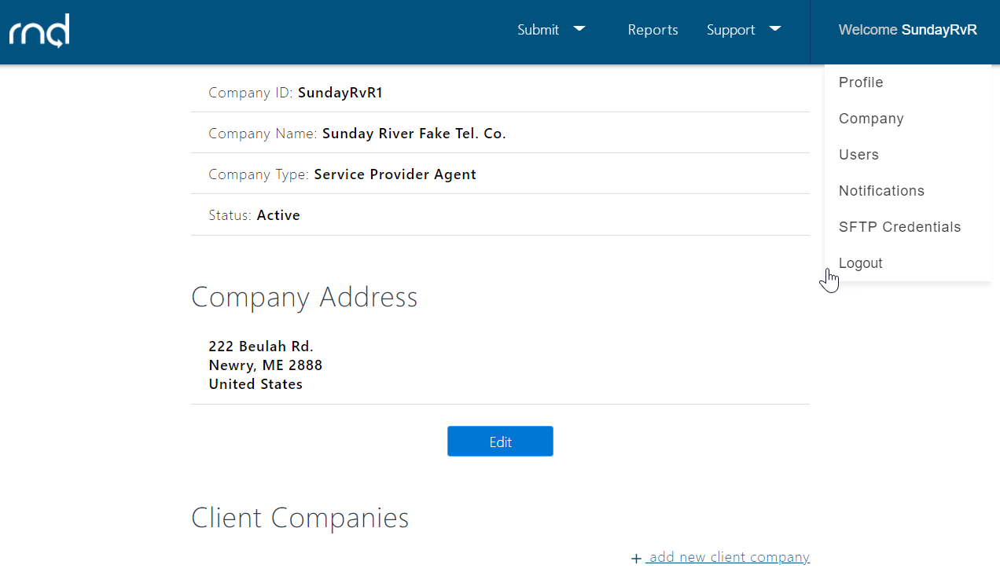 rnd
Submit
Reports
Support
Welcome SundayRvR
Profile
Company
Users
Notifications
SFTP Credentials
Logout
Company ID: SundayRvR1
Company Name: Sunday River Fake Tel. Co.
Company Type: Service Provider Agent
Status: Active
Company Address
222 Beulah Rd.
Newry, ME 2888
United States
Edit
Client Companies
+ add new client company